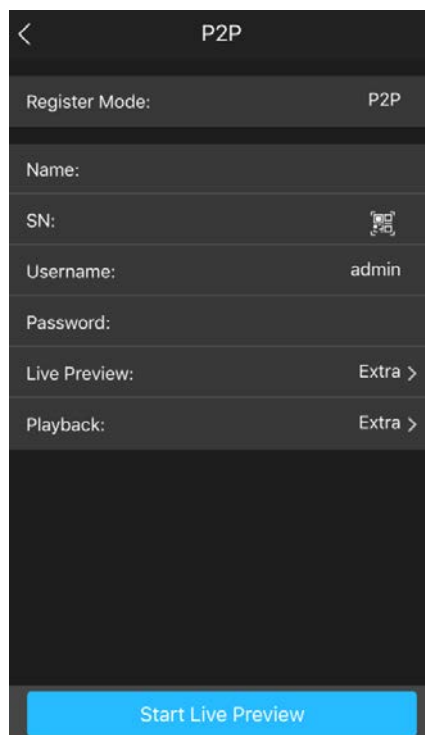 P2P
Register Mode: P2P
Name:
SN:
Username: admin
Password:
Live Preview: Extra >
Playback: Extra >
Start Live Preview